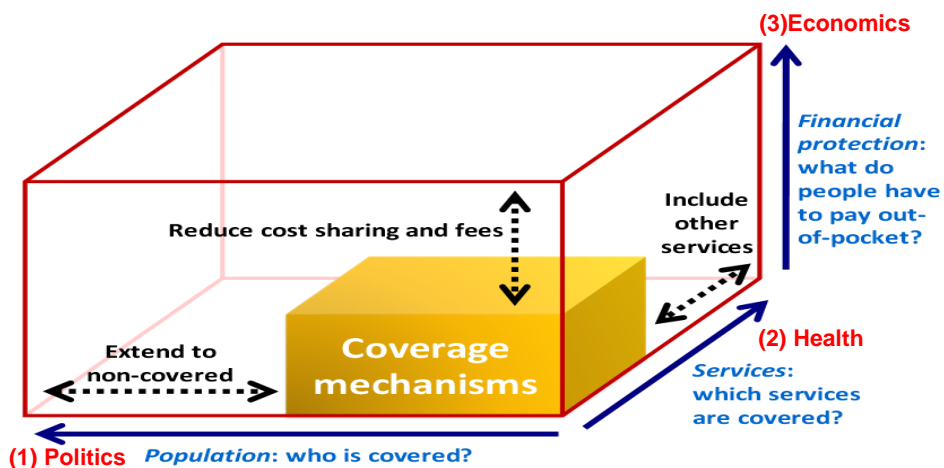 (3)Economics
Financial
protection:
what do
people have
to pay out-
of-pocket?
Include
other
services
Reduce cost sharing and fees
Extend to
non-covered
Coverage
mechanisms
(2) Health
Services:
which services
are covered?
(1) Politics
Population: who is covered?